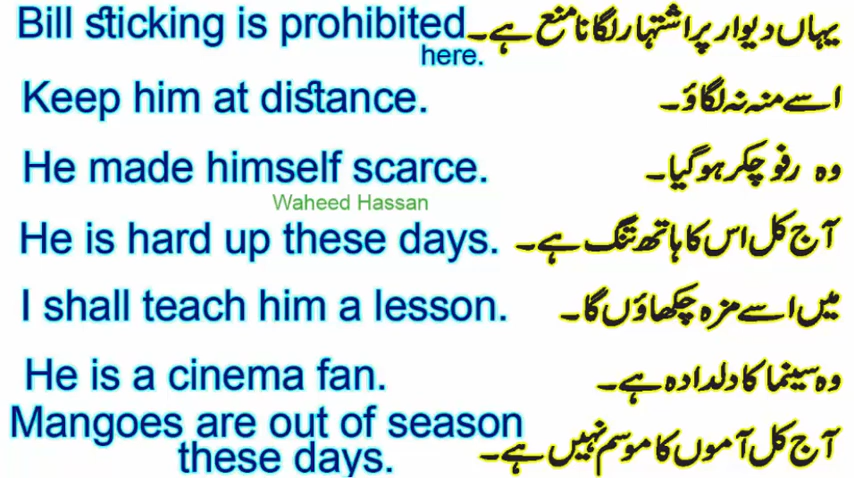 Bill sticking is prohibited here. یہاں دیوار پر اشتہار لگانا منع ہے۔
Keep him at distance. اسے منہ نہ لگاؤ۔
He made himself scarce. وہ رفو چکر ہو گیا۔
Waheed Hassan
He is hard up these days. آج کل اس کا ہاتھ تنگ ہے۔
I shall teach him a lesson. میں اسے مزہ چکھاؤں گا۔
He is a cinema fan. وہ سینما کا دلدادہ ہے۔
Mangoes are out of season آج کل آموں کا موسم نہیں ہے۔
these days.